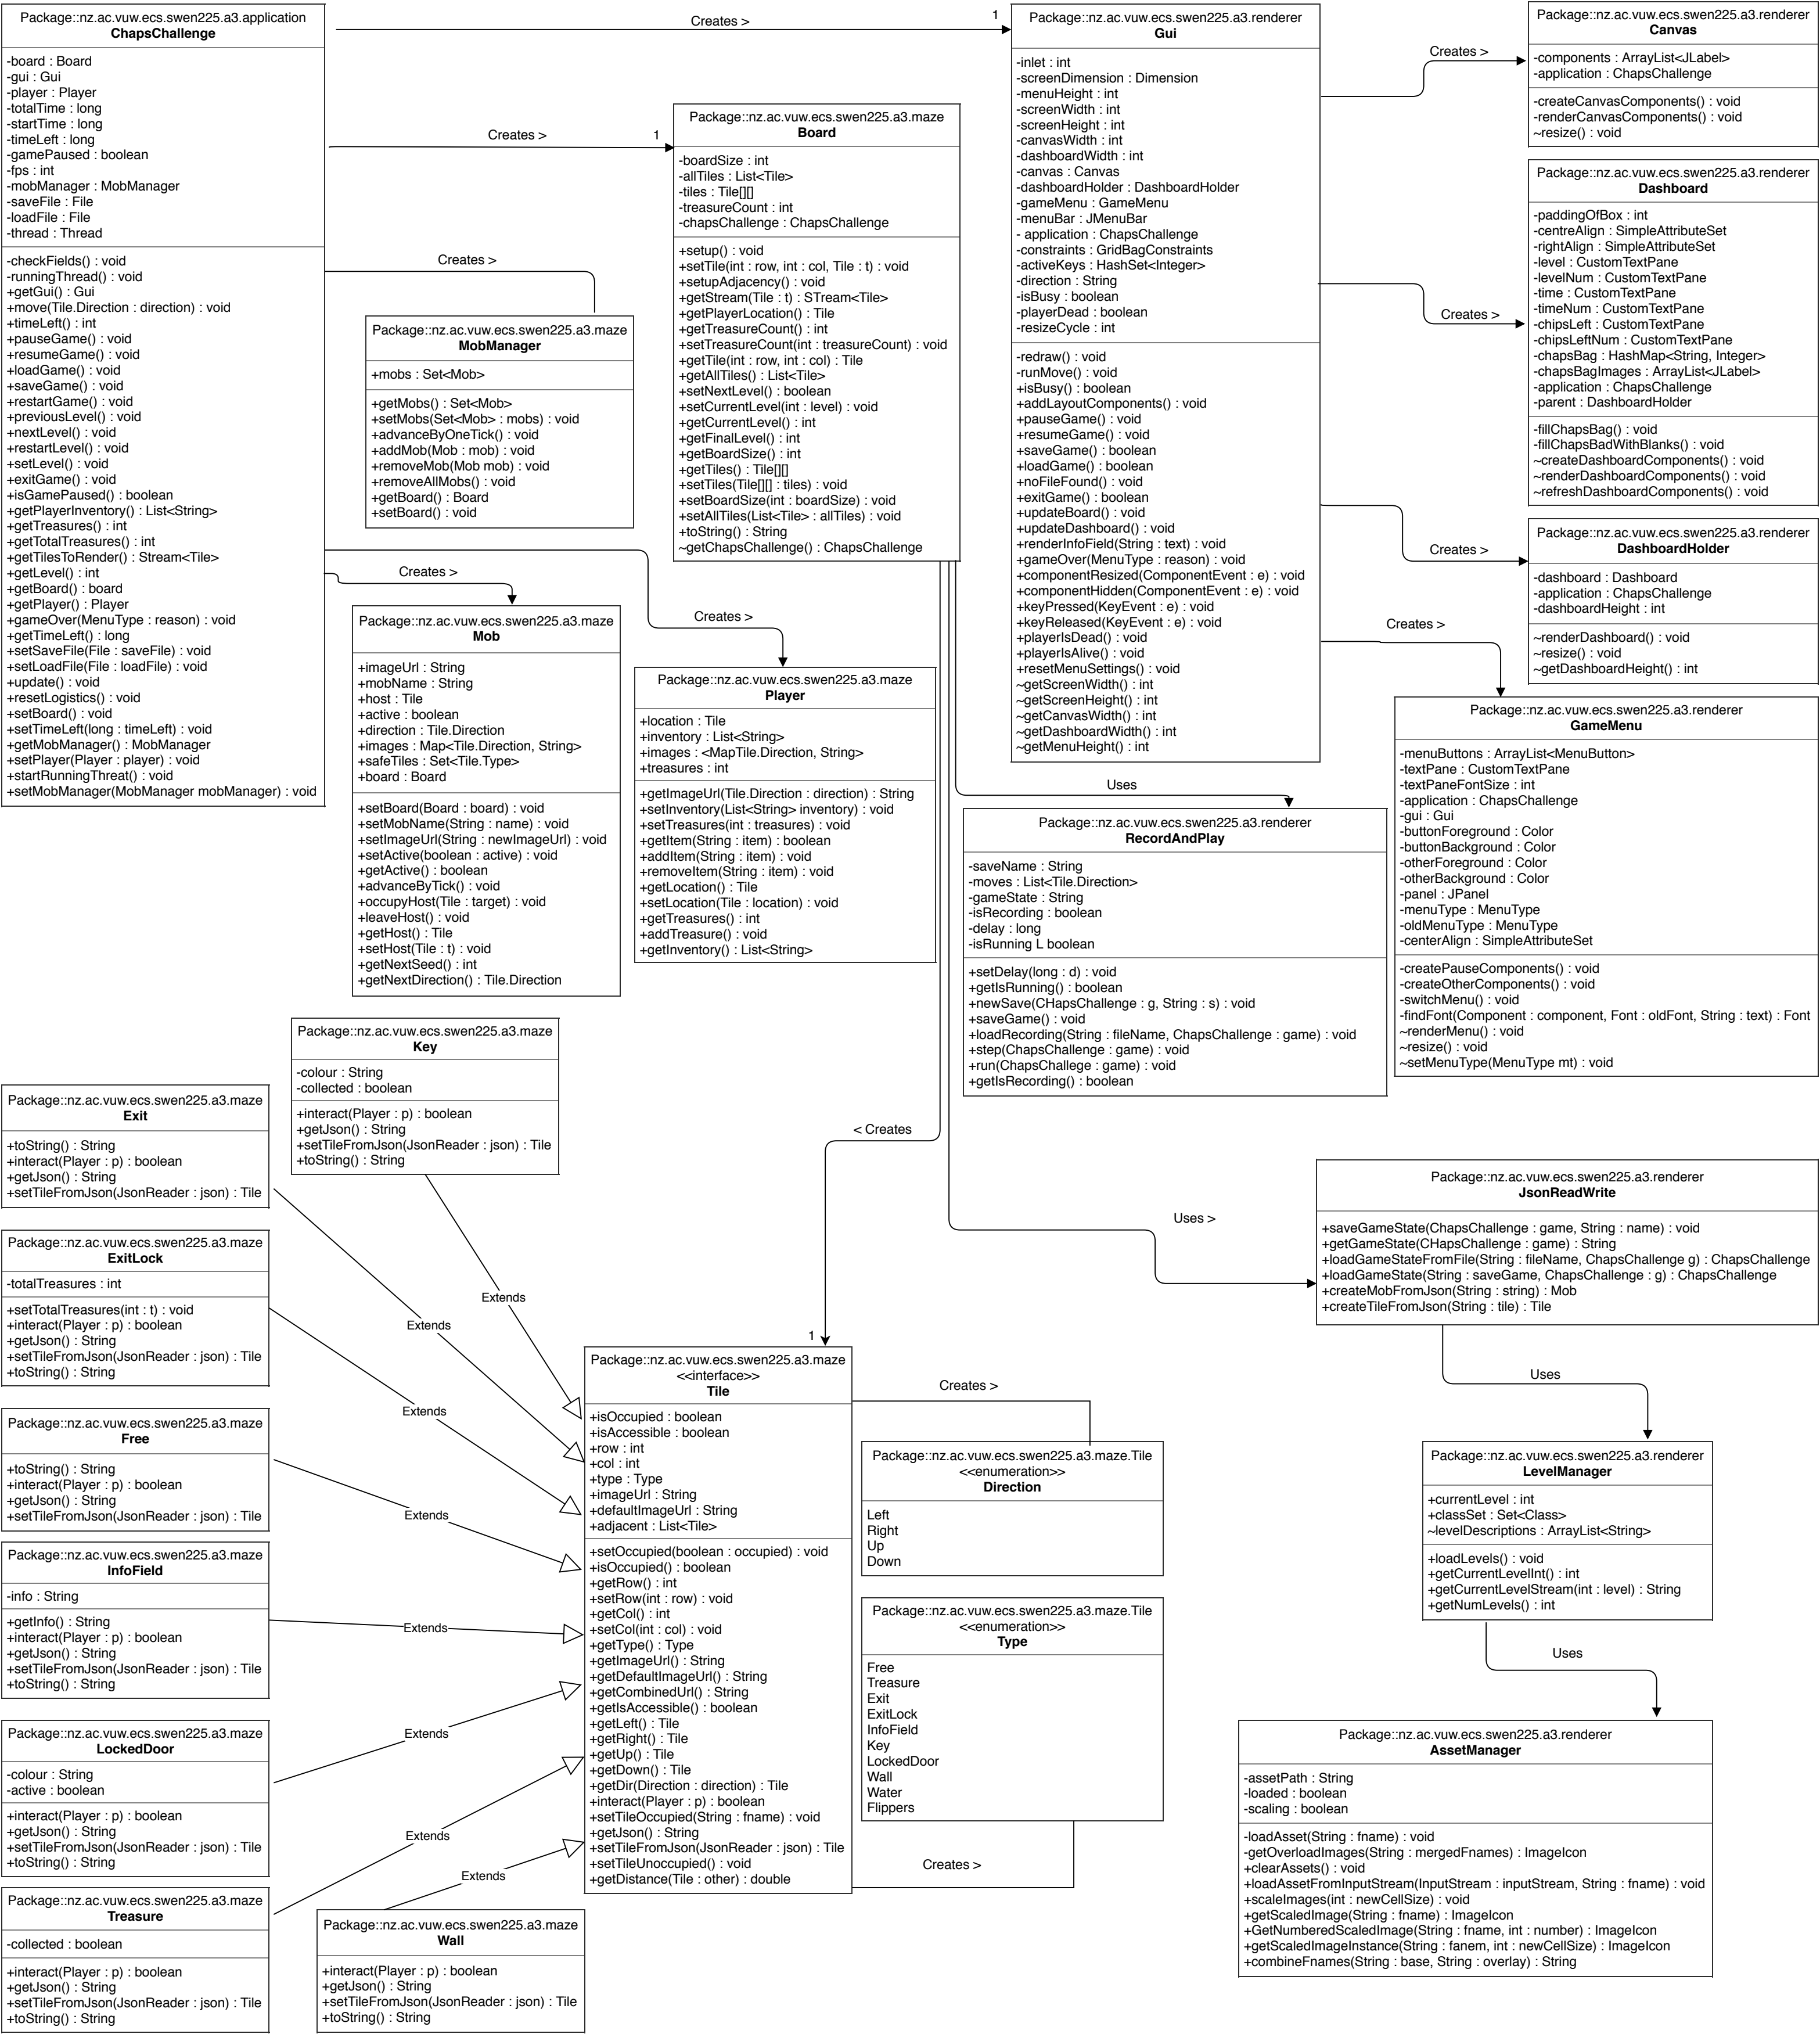 Package::nz.ac.vuw.ecs.swen225.a3.application
ChapsChallenge
-board : Board
-gui : Gui
-player : Player
-totalTime : long
-startTime : long
-timeLeft : long
-gamePaused : boolean
-fps : int
-mobManager : MobManager
-saveFile : File
-loadFile : File
-thread : Thread
-checkFields() : void
-runningThread() : void
+getGui() : Gui
+move(Tile.Direction : direction) : void
+timeLeft() : int
+pauseGame() : void
+resumeGame() : void
+loadGame() : void
+saveGame() : void
+restartGame() : void
+previousLevel() : void
+nextLevel() : void
+restartLevel() : void
+setLevel() : void
+exitGame() : void
+isGamePaused() : boolean
+getPlayerInventory() : List<String>
+getTreasures() : int
+getTotalTreasures() : int
+getTilesToRender() : Stream<Tile>
+getLevel() : int
+getBoard() : board
+getPlayer() : Player
+gameOver(MenuType : reason) : void
+getTimeLeft() : long
+setSaveFile(File : saveFile) : void
+setLoadFile(File : loadFile) : void
+update() : void
+resetLogistics() : void
+setBoard() : void
+setTimeLeft(long : timeLeft) : void
+getMobManager() : MobManager
+setPlayer(Player : player) : void
+startRunningThreat() : void
+setMobManager(MobManager mobManager) : void
Creates >
1
Creates >
1
Creates >
Creates >
Creates >
Package::nz.ac.vuw.ecs.swen225.a3.maze
Board
-boardSize : int
-allTiles : List<Tile>
-tiles : Tile[][]
-treasureCount : int
-chapsChallenge : ChapsChallenge
+setup() : void
+setTile(int : row, int : col, Tile : t) : void
+setupAdjacency() : void
+getStream(Tile : t) : STream<Tile>
+getPlayerLocation() : Tile
+getTreasureCount() : int
+setTreasureCount(int : treasureCount) : void
+getTile(int : row, int : col) : Tile
+getAllTiles() : List<Tile>
+setNextLevel() : boolean
+setCurrentLevel(int : level) : void
+getCurrentLevel() : int
+getFinalLevel() : int
+getBoardSize() : int
+getTiles() : Tile[][]
+setTiles(Tile[][] : tiles) : void
+setBoardSize(int : boardSize) : void
+setAllTiles(List<Tile> : allTiles) : void
+toString() : String
~getChapsChallenge() : ChapsChallenge
Package::nz.ac.vuw.ecs.swen225.a3.maze
MobManager
+mobs : Set<Mob>
+getMobs() : Set<Mob>
+setMobs(Set<Mob> : mobs) : void
+advanceByOneTick() : void
+addMob(Mob : mob) : void
+removeMob(Mob mob) : void
+removeAllMobs() : void
+getBoard() : Board
+setBoard() : void
Package::nz.ac.vuw.ecs.swen225.a3.maze
Mob
+imageUrl : String
+mobName : String
+host : Tile
+active : boolean
+direction : Tile.Direction
+images : Map<Tile.Direction, String>
+safeTiles : Set<Tile.Type>
+board : Board
+setBoard(Board : board) : void
+setMobName(String : name) : void
+setImageUrl(String : newImageUrl) : void
+setActive(boolean : active) : void
+getActive() : boolean
+advanceByTick() : void
+occupyHost(Tile : target) : void
+leaveHost() : void
+getHost() : Tile
+setHost(Tile : t) : void
+getNextSeed() : int
+getNextDirection() : Tile.Direction
Package::nz.ac.vuw.ecs.swen225.a3.maze
Player
+location : Tile
+inventory : List<String>
+images : <MapTile.Direction, String>
+treasures : int
+getImageUrl(Tile.Direction : direction) : String
+setInventory(List<String> inventory) : void
+setTreasures(int : treasures) : void
+getItem(String : item) : boolean
+addItem(String : item) : void
+removeItem(String : item) : void
+getLocation() : Tile
+setLocation(Tile : location) : void
+getTreasures() : int
+addTreasure() : void
+getInventory() : List<String>
Package::nz.ac.vuw.ecs.swen225.a3.renderer
Gui
-inlet : int
-screenDimension : Dimension
-menuHeight : int
-screenWidth : int
-screenHeight : int
-canvasWidth : int
-dashboardWidth : int
-canvas : Canvas
-dashboardHolder : DashboardHolder
-gameMenu : GameMenu
-menuBar : JMenuBar
- application : ChapsChallenge
-constraints : GridBagConstraints
-activeKeys : HashSet<Integer>
-direction : String
-isBusy : boolean
-playerDead : boolean
-resizeCycle : int
-redraw() : void
-runMove() : void
+isBusy() : boolean
+addLayoutComponents() : void
+pauseGame() : void
+resumeGame() : void
+saveGame() : boolean
+loadGame() : boolean
+noFileFound() : void
+exitGame() : boolean
+updateBoard() : void
+updateDashboard() : void
+renderInfoField(String : text) : void
+gameOver(MenuType : reason) : void
+componentResized(ComponentEvent : e) : void
+componentHidden(ComponentEvent : e) : void
+keyPressed(KeyEvent : e) : void
+keyReleased(KeyEvent : e) : void
+playerIsDead() : void
+playerIsAlive() : void
+resetMenuSettings() : void
~getScreenWidth() : int
~getScreenHeight() : int
~getCanvasWidth() : int
~getDashboardWidth() : int
~getMenuHeight() : int
Creates >
Creates >
Creates >
Creates >
Package::nz.ac.vuw.ecs.swen225.a3.renderer
Canvas
-components : ArrayList<JLabel>
-application : ChapsChallenge
-createCanvasComponents() : void
-renderCanvasComponents() : void
~resize() : void
Package::nz.ac.vuw.ecs.swen225.a3.renderer
Dashboard
-paddingOfBox : int
-centreAlign : SimpleAttributeSet
-rightAlign : SimpleAttributeSet
-level : CustomTextPane
-levelNum : CustomTextPane
-time : CustomTextPane
-timeNum : CustomTextPane
-chipsLeft : CustomTextPane
-chipsLeftNum : CustomTextPane
-chapsBag : HashMap<String, Integer>
-chapsBagImages : ArrayList<JLabel>
-application : ChapsChallenge
-parent : DashboardHolder
-fillChapsBag() : void
-fillChapsBadWithBlanks() : void
~createDashboardComponents() : void
~renderDashboardComponents() : void
~refreshDashboardComponents() : void
Package::nz.ac.vuw.ecs.swen225.a3.renderer
DashboardHolder
-dashboard : Dashboard
-application : ChapsChallenge
-dashboardHeight : int
~renderDashboard() : void
~resize() : void
~getDashboardHeight() : int
Package::nz.ac.vuw.ecs.swen225.a3.renderer
GameMenu
-menuButtons : ArrayList<MenuButton>
-textPane : CustomTextPane
-textPaneFontSize : int
-application : ChapsChallenge
-gui : Gui
-buttonForeground : Color
-buttonBackground : Color
-otherForeground : Color
-otherBackground : Color
-panel : JPanel
-menuType : MenuType
-oldMenuType : MenuType
-centerAlign : SimpleAttributeSet
-createPauseComponents() : void
-createOtherComponents() : void
-switchMenu() : void
-findFont(Component : component, Font : oldFont, String : text) : Font
~renderMenu() : void
~resize() : void
~setMenuType(MenuType mt) : void
Uses
Package::nz.ac.vuw.ecs.swen225.a3.renderer
RecordAndPlay
-saveName : String
-moves : List<Tile.Direction>
-gameState : String
-isRecording : boolean
-delay : long
-isRunning L boolean
+setDelay(long : d) : void
+getIsRunning() : boolean
+newSave(CHapsChallenge : g, String : s) : void
+saveGame() : void
+loadRecording(String : fileName, ChapsChallenge : game) : void
+step(ChapsChallenge : game) : void
+run(ChapsChallege : game) : void
+getIsRecording() : boolean
< Creates
1
Uses >
Package::nz.ac.vuw.ecs.swen225.a3.renderer
JsonReadWrite
+saveGameState(ChapsChallenge : game, String : name) : void
+getGameState(CHapsChallenge : game) : String
+loadGameStateFromFile(String : fileName, ChapsChallenge g) : ChapsChallenge
+loadGameState(String : saveGame, ChapsChallenge : g) : ChapsChallenge
+createMobFromJson(String : string) : Mob
+createTileFromJson(String : tile) : Tile
Uses
Package::nz.ac.vuw.ecs.swen225.a3.renderer
LevelManager
+currentLevel : int
+classSet : Set<Class>
~levelDescriptions : ArrayList<String>
+loadLevels() : void
+getCurrentLevelInt() : int
+getCurrentLevelStream(int : level) : String
+getNumLevels() : int
Uses
Package::nz.ac.vuw.ecs.swen225.a3.renderer
AssetManager
-assetPath : String
-loaded : boolean
-scaling : boolean
-loadAsset(String : fname) : void
-getOverloadImages(String : mergedFnames) : ImageIcon
+clearAssets() : void
+loadAssetFromInputStream(InputStream : inputStream, String : fname) : void
+scaleImages(int : newCellSize) : void
+getScaledImage(String : fname) : ImageIcon
+GetNumberedScaledImage(String : fname, int : number) : ImageIcon
+getScaledImageInstance(String : fanem, int : newCellSize) : ImageIcon
+combineFnames(String : base, String : overlay) : String
Package::nz.ac.vuw.ecs.swen225.a3.maze
Key
-colour : String
-collected : boolean
+interact(Player : p) : boolean
+getJson() : String
+setTileFromJson(JsonReader : json) : Tile
+toString() : String
Package::nz.ac.vuw.ecs.swen225.a3.maze
Exit
+toString() : String
+interact(Player : p) : boolean
+getJson() : String
+setTileFromJson(JsonReader : json) : Tile
Package::nz.ac.vuw.ecs.swen225.a3.maze
ExitLock
-totalTreasures : int
+setTotalTreasures(int : t) : void
+interact(Player : p) : boolean
+getJson() : String
+setTileFromJson(JsonReader : json) : Tile
+toString() : String
Package::nz.ac.vuw.ecs.swen225.a3.maze
Free
+toString() : String
+interact(Player : p) : boolean
+getJson() : String
+setTileFromJson(JsonReader : json) : Tile
Package::nz.ac.vuw.ecs.swen225.a3.maze
InfoField
-info : String
+getInfo() : String
+interact(Player : p) : boolean
+getJson() : String
+setTileFromJson(JsonReader : json) : Tile
+toString() : String
Package::nz.ac.vuw.ecs.swen225.a3.maze
LockedDoor
-colour : String
-active : boolean
+interact(Player : p) : boolean
+getJson() : String
+setTileFromJson(JsonReader : json) : Tile
+toString() : String
Package::nz.ac.vuw.ecs.swen225.a3.maze
Treasure
-collected : boolean
+interact(Player : p) : boolean
+getJson() : String
+setTileFromJson(JsonReader : json) : Tile
+toString() : String
Package::nz.ac.vuw.ecs.swen225.a3.maze
Wall
+interact(Player : p) : boolean
+getJson() : String
+setTileFromJson(JsonReader : json) : Tile
+toString() : String
Extends
Extends
Extends
Extends
Extends
Extends
Extends
Extends
Package::nz.ac.vuw.ecs.swen225.a3.maze
<<interface>>
Tile
+isOccupied : boolean
+isAccessible : boolean
+row : int
+col : int
+type : Type
+imageUrl : String
+defaultImageUrl : String
+adjacent : List<Tile>
+setOccupied(boolean : occupied) : void
+isOccupied() : boolean
+getRow() : int
+setRow(int : row) : void
+getCol() : int
+setCol(int : col) : void
+getType() : Type
+getImageUrl() : String
+getDefaultImageUrl() : String
+getCombinedUrl() : String
+getIsAccessible() : boolean
+getLeft() : Tile
+getRight() : Tile
+getUp() : Tile
+getDown() : Tile
+getDir(Direction : direction) : Tile
+interact(Player : p) : boolean
+setTileOccupied(String : fname) : void
+getJson() : String
+setTileFromJson(JsonReader : json) : Tile
+setTileUnoccupied() : void
+getDistance(Tile : other) : double
Creates >
Package::nz.ac.vuw.ecs.swen225.a3.maze.Tile
<<enumeration>>
Direction
Left
Right
Up
Down
Package::nz.ac.vuw.ecs.swen225.a3.maze.Tile
<<enumeration>>
Type
Free
Treasure
Exit
ExitLock
InfoField
Key
LockedDoor
Wall
Water
Flippers
Creates >